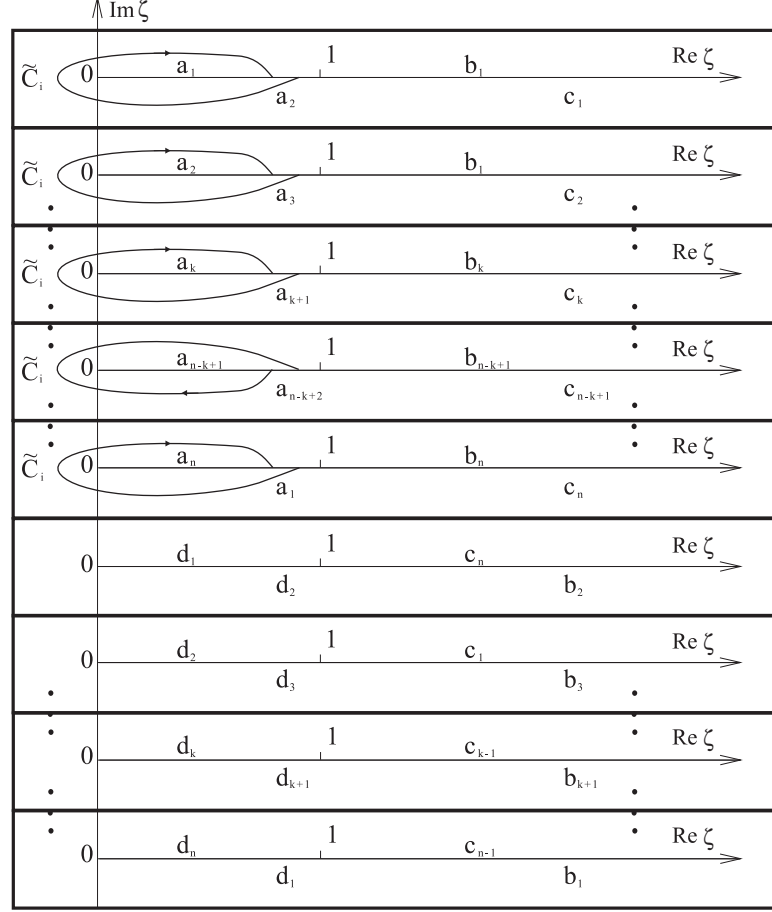 Im ζ
C̃ᵢ 0 a₁ 1 b₁ Re ζ
a₂ c₁
C̃ᵢ 0 a₂ 1 b₁ Re ζ
a₃ c₂
C̃ᵢ 0 aₖ 1 bₖ Re ζ
aₖ₊₁ cₖ
C̃ᵢ 0 aₙ₋ₖ₊₁ 1 bₙ₋ₖ₊₁ Re ζ
aₙ₋ₖ₊₂ cₙ₋ₖ₊₁
C̃ᵢ 0 aₙ 1 bₙ Re ζ
a₁ cₙ
0 d₁ 1 cₙ Re ζ
d₂ b₂
0 d₂ 1 c₁ Re ζ
d₃ b₃
0 dₖ 1 cₖ₋₁ Re ζ
dₖ₊₁ bₖ₊₁
0 dₙ 1 cₙ₋₁ Re ζ
d₁ b₁